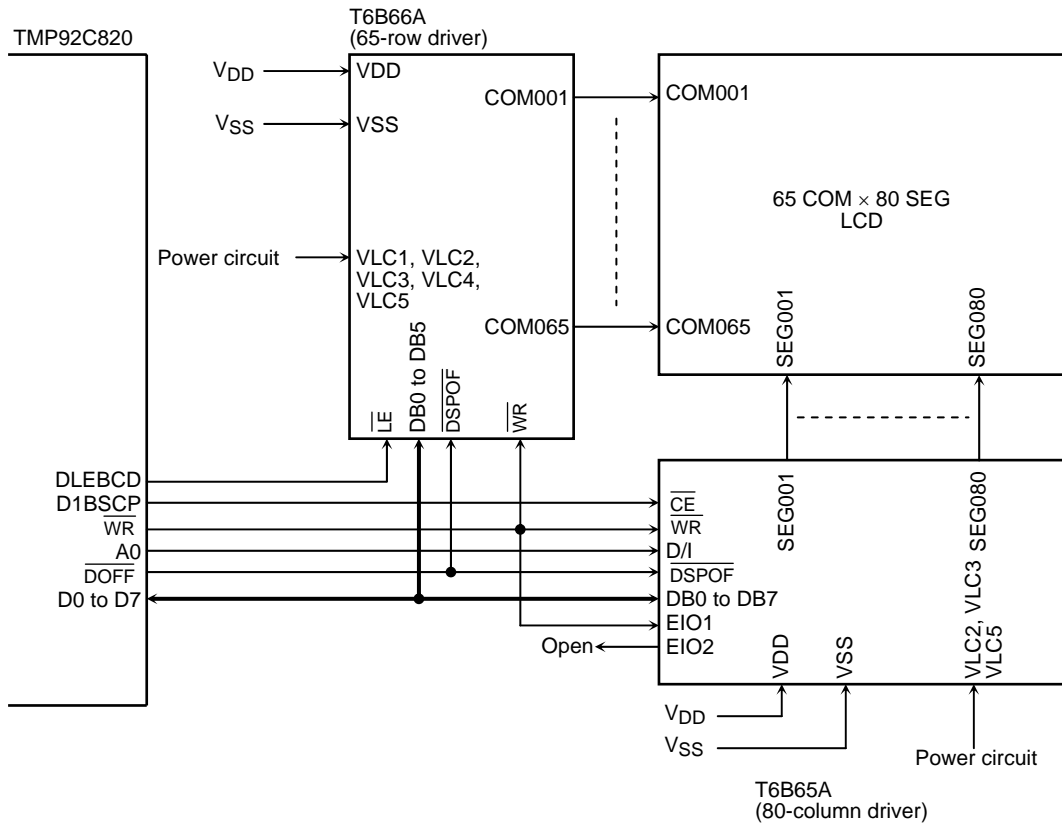 TMP92C820
T6B66A
(65-row driver)
VDD
VDD
VSS
VSS
Power circuit
VLC1, VLC2,
VLC3, VLC4,
VLC5
COM001
COM065
LE
DB0 to DB5
DSPOF
WR
COM001
COM065
65 COM × 80 SEG
LCD
SEG001
SEG080
DLEBCD
D1BSCP
WR
A0
DOFF
D0 to D7
CE
WR
D/I
DSPOF
DB0 to DB7
EIO1
EIO2
Open
SEG001
SEG080
VDD
VSS
VLC2, VLC3
VLC5
VDD
VSS
Power circuit
T6B65A
(80-column driver)